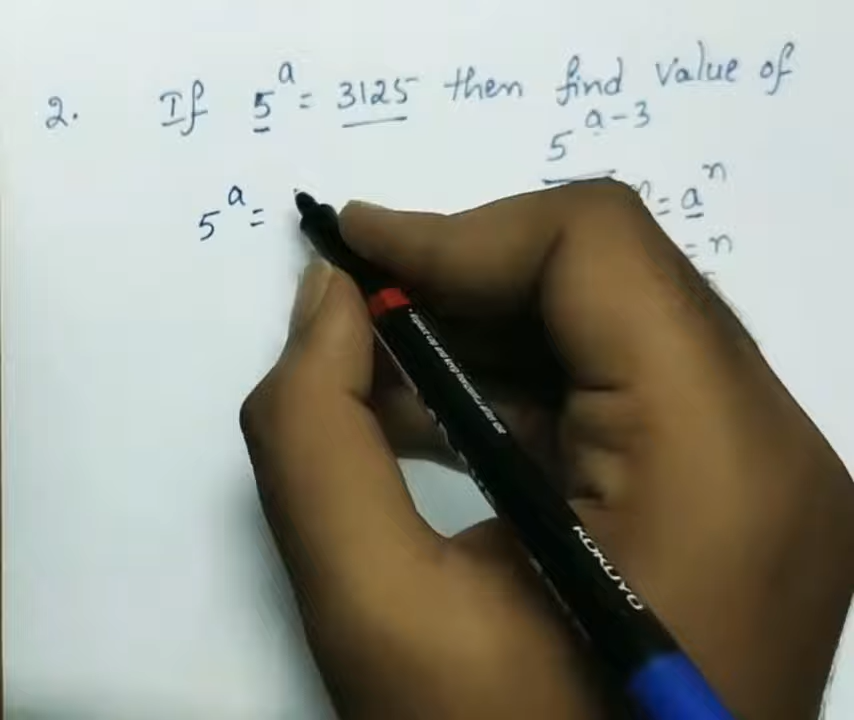 2. If 5^a = 3125 then find value of
5^a-3
5^a =
= a^n
= n
KOKUYO